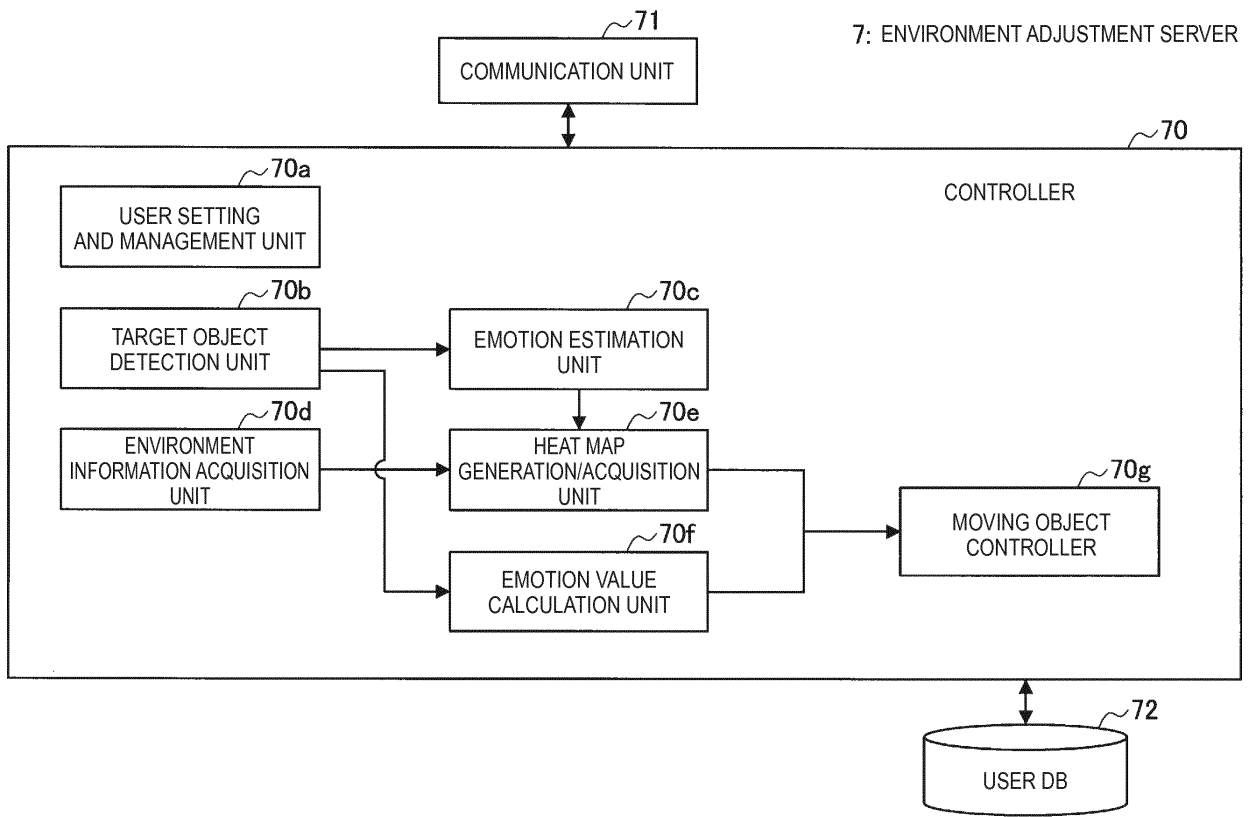 71
7: ENVIRONMENT ADJUSTMENT SERVER
COMMUNICATION UNIT
70
CONTROLLER
70a
USER SETTING
AND MANAGEMENT UNIT
70b
TARGET OBJECT
DETECTION UNIT
70c
EMOTION ESTIMATION
UNIT
70d
ENVIRONMENT
INFORMATION ACQUISITION
UNIT
70e
HEAT MAP
GENERATION/ACQUISITION
UNIT
70g
MOVING OBJECT
CONTROLLER
70f
EMOTION VALUE
CALCULATION UNIT
72
USER DB